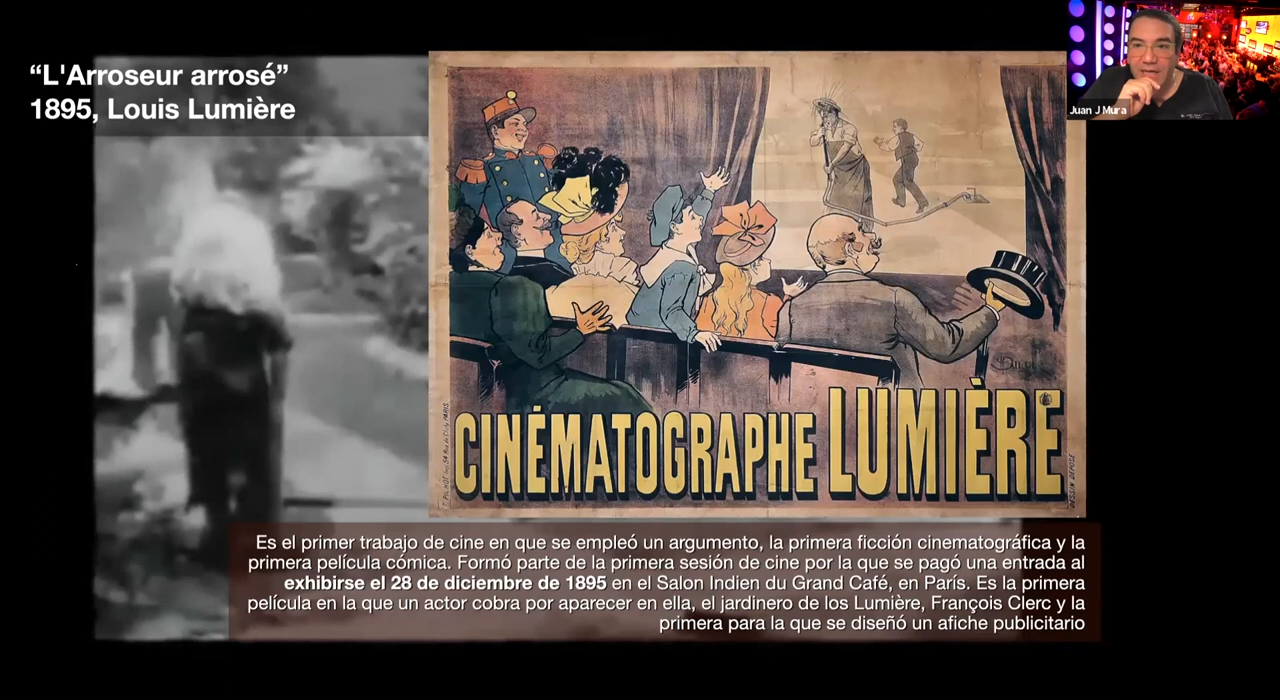 “L'Arroseur arrosé”
1895, Louis Lumière
Juan J Mura
CINÉMATOGRAPHE LUMIÈRE
DESSIN DEPOSÉ
Es el primer trabajo de cine en que se empleó un argumento, la primera ficción cinematográfica y la
primera película cómica. Formó parte de la primera sesión de cine por la que se pagó una entrada al
exhibirse el 28 de diciembre de 1895 en el Salon Indien du Grand Café, en París. Es la primera
película en la que un actor cobra por aparecer en ella, el jardinero de los Lumière, François Clerc y la
primera para la que se diseñó un afiche publicitario